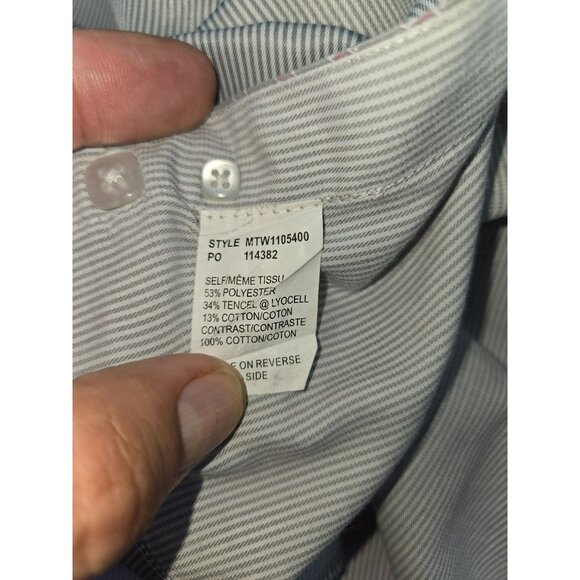 STYLE MTW1105400
PO 114382
SELF/MÊME TISSU
53% POLYESTER
34% TENCEL @ LYOCELL
13% COTTON/COTON
CONTRAST/CONTRASTE
100% COTTON/COTON
ON REVERSE
SIDE